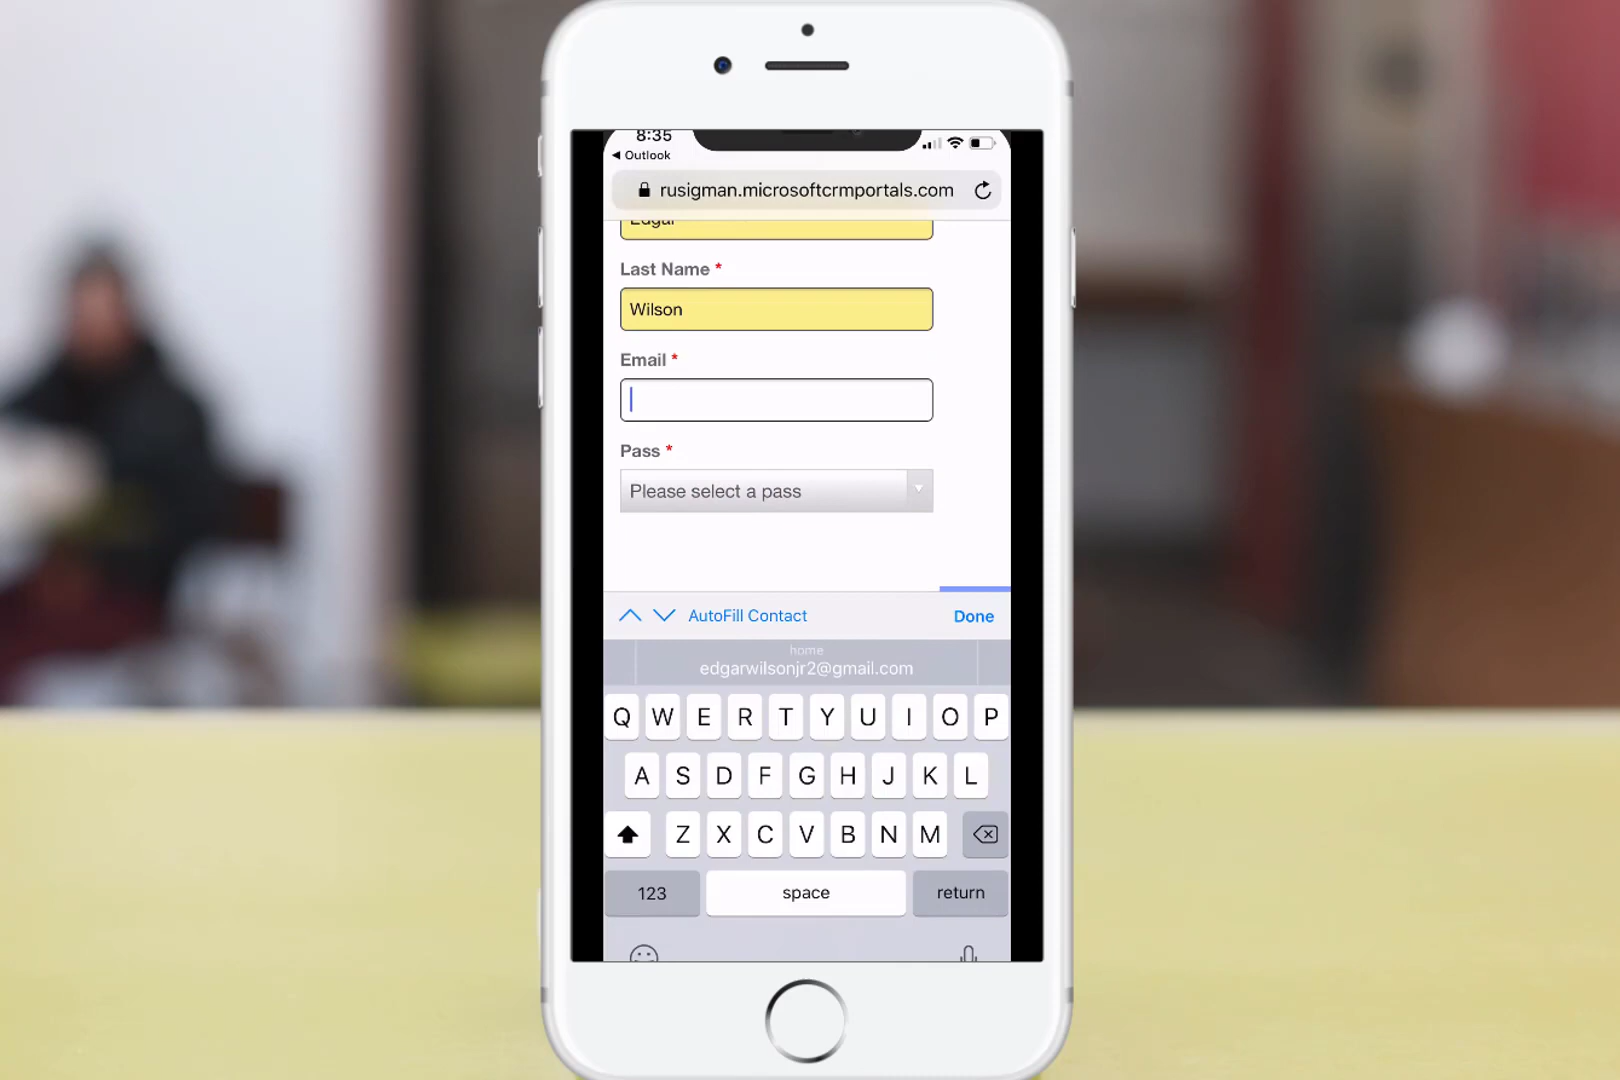 8:35
◀ Outlook
rusigman.microsoftcrmportals.com
Edgar
Last Name *
Wilson
Email *
Pass *
Please select a pass
AutoFill Contact Done
home
edgarwilsonjr2@gmail.com
Q W E R T Y U I O P
A S D F G H J K L
Z X C V B N M
123 space return